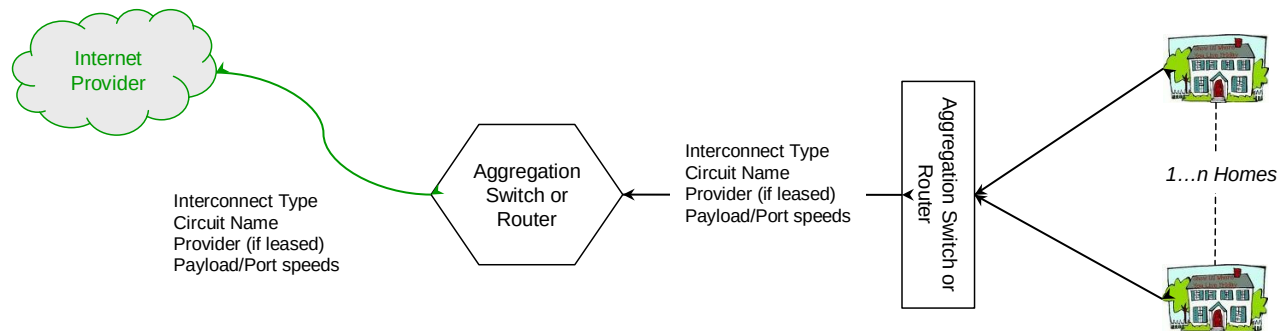 Internet
Provider
Interconnect Type
Circuit Name
Provider (if leased)
Payload/Port speeds
Aggregation
Switch or
Router
Interconnect Type
Circuit Name
Provider (if leased)
Payload/Port speeds
Aggregation Switch or
Router
1…n Homes